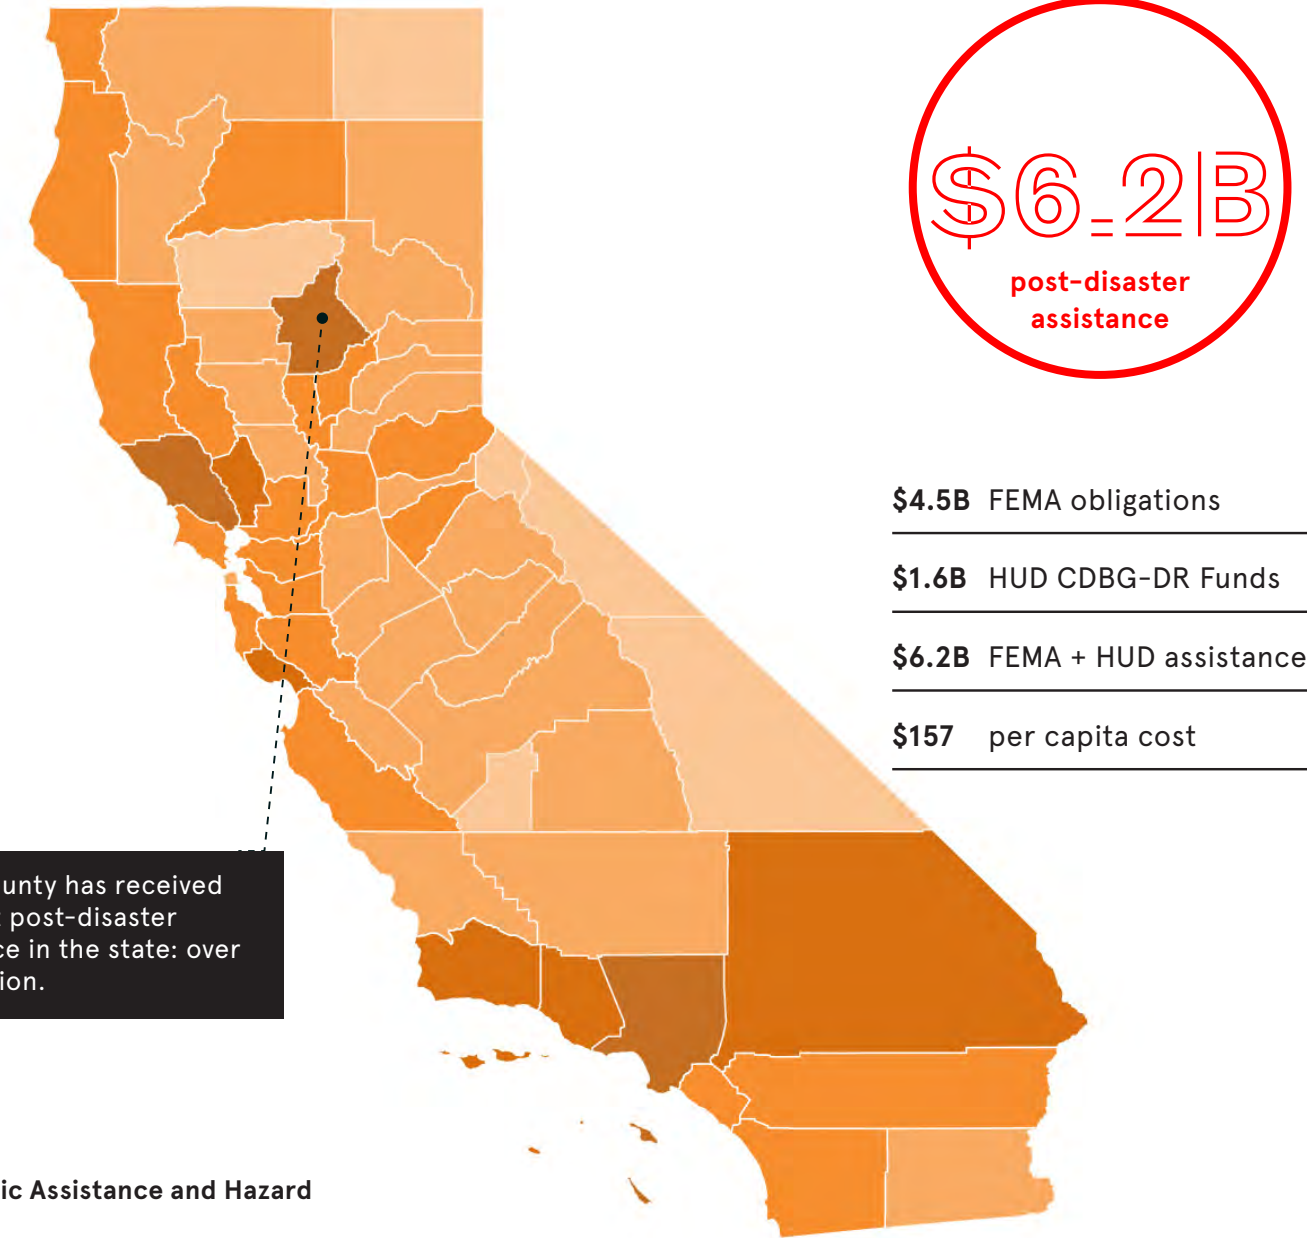 $6.2B
post-disaster
assistance
$4.5B FEMA obligations
$1.6B HUD CDBG-DR Funds
$6.2B FEMA + HUD assistance
$157 per capita cost
unty has received
post-disaster
ce in the state: over
ion.
ic Assistance and Hazard